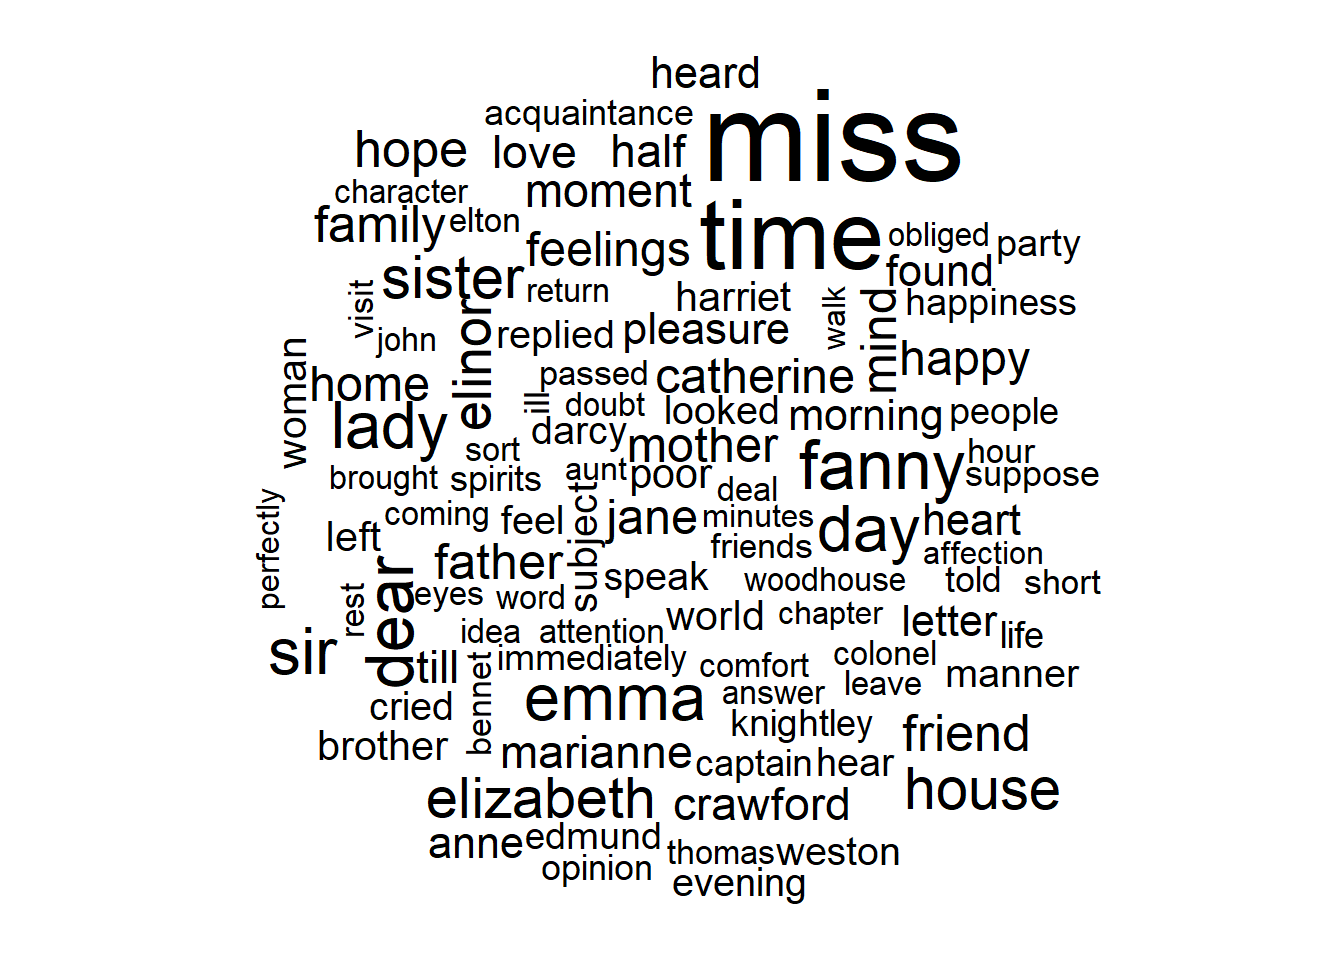 heard
acquaintance
miss
hope love half
character moment
family elton time obliged party
feelings found
sister return harriet walk mind happiness
visit john elinor replied pleasure
woman home passed catherine happy
ill doubt looked morning people
lady darcy mother
sort fanny hour
brought spirits aunt poor deal suppose
perfectly coming feel subject jane minutes day heart
left friends affection
father speak woodhouse told short
rest dear eyes word world chapter letter life
idea attention
sir till immediately comfort colonel manner
cried bennet emma answer leave
brother knightley friend
marianne captain hear
elizabeth crawford house
anne edmund
opinion thomas weston
evening